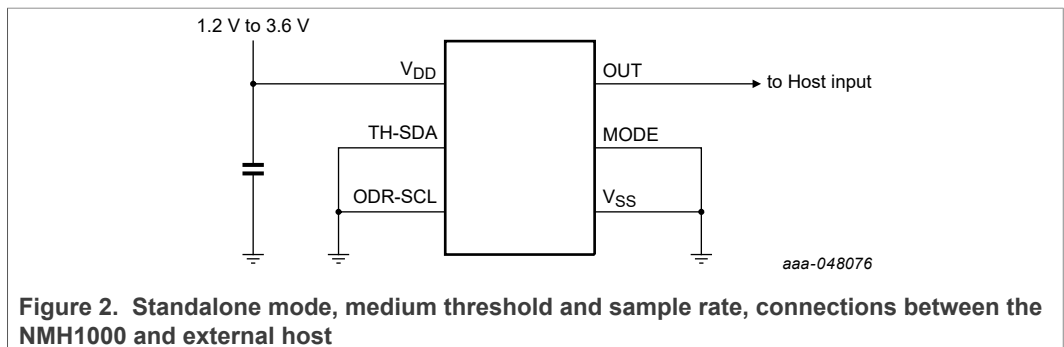 1.2 V to 3.6 V
VDD
OUT
to Host input
TH-SDA
MODE
ODR-SCL
VSS
aaa-048076
Figure 2. Standalone mode, medium threshold and sample rate, connections between the
NMH1000 and external host